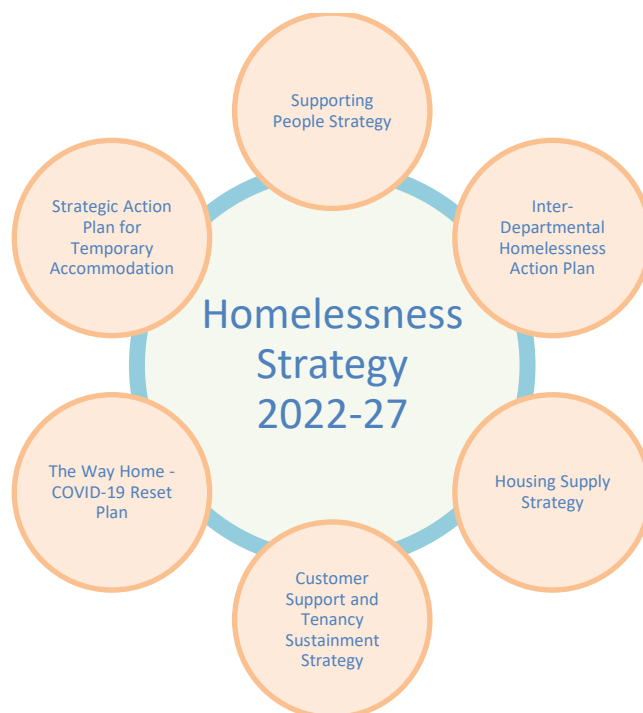 Supporting
People Strategy
Strategic Action
Plan for
Temporary
Accommodation
Inter-
Departmental
Homelessness
Action Plan
Homelessness
Strategy
2022-27
The Way Home -
COVID-19 Reset
Plan
Housing Supply
Strategy
Customer
Support and
Tenancy
Sustainment
Strategy